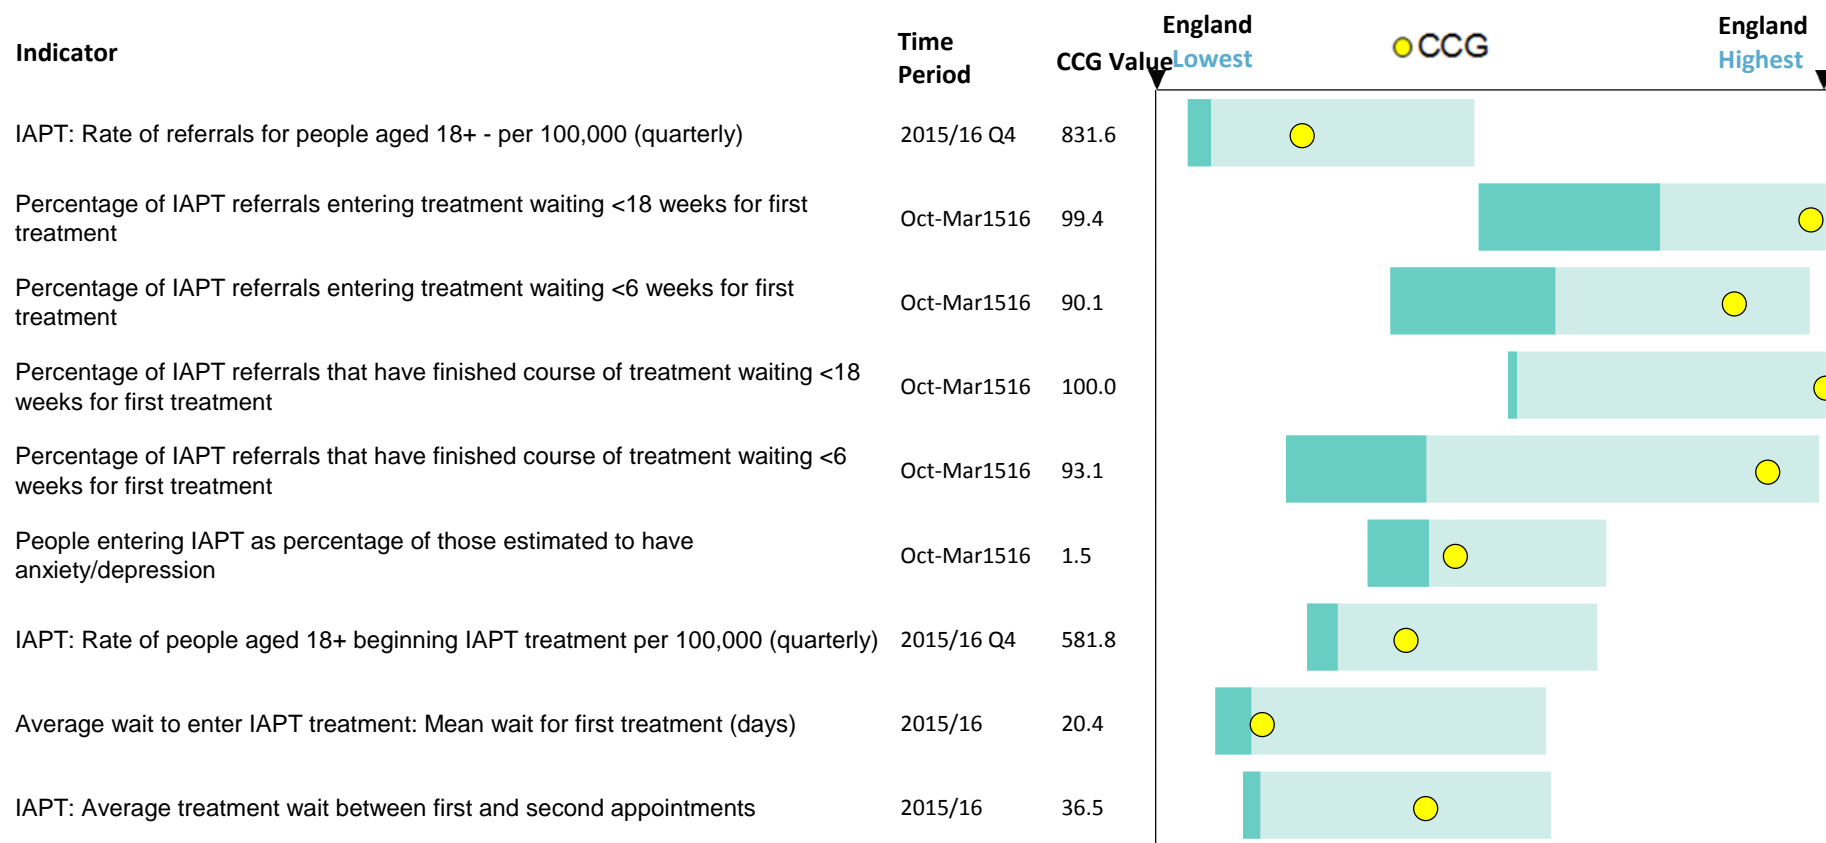 Indicator
Time
Period
CCG Value
England
Lowest
CCG
England
Highest
IAPT: Rate of referrals for people aged 18+ - per 100,000 (quarterly) 2015/16 Q4 831.6
Percentage of IAPT referrals entering treatment waiting <18 weeks for first
treatment
Oct-Mar1516 99.4
Percentage of IAPT referrals entering treatment waiting <6 weeks for first
treatment
Oct-Mar1516 90.1
Percentage of IAPT referrals that have finished course of treatment waiting <18
weeks for first treatment
Oct-Mar1516 100.0
Percentage of IAPT referrals that have finished course of treatment waiting <6
weeks for first treatment
Oct-Mar1516 93.1
People entering IAPT as percentage of those estimated to have
anxiety/depression
Oct-Mar1516 1.5
IAPT: Rate of people aged 18+ beginning IAPT treatment per 100,000 (quarterly) 2015/16 Q4 581.8
Average wait to enter IAPT treatment: Mean wait for first treatment (days) 2015/16 20.4
IAPT: Average treatment wait between first and second appointments 2015/16 36.5